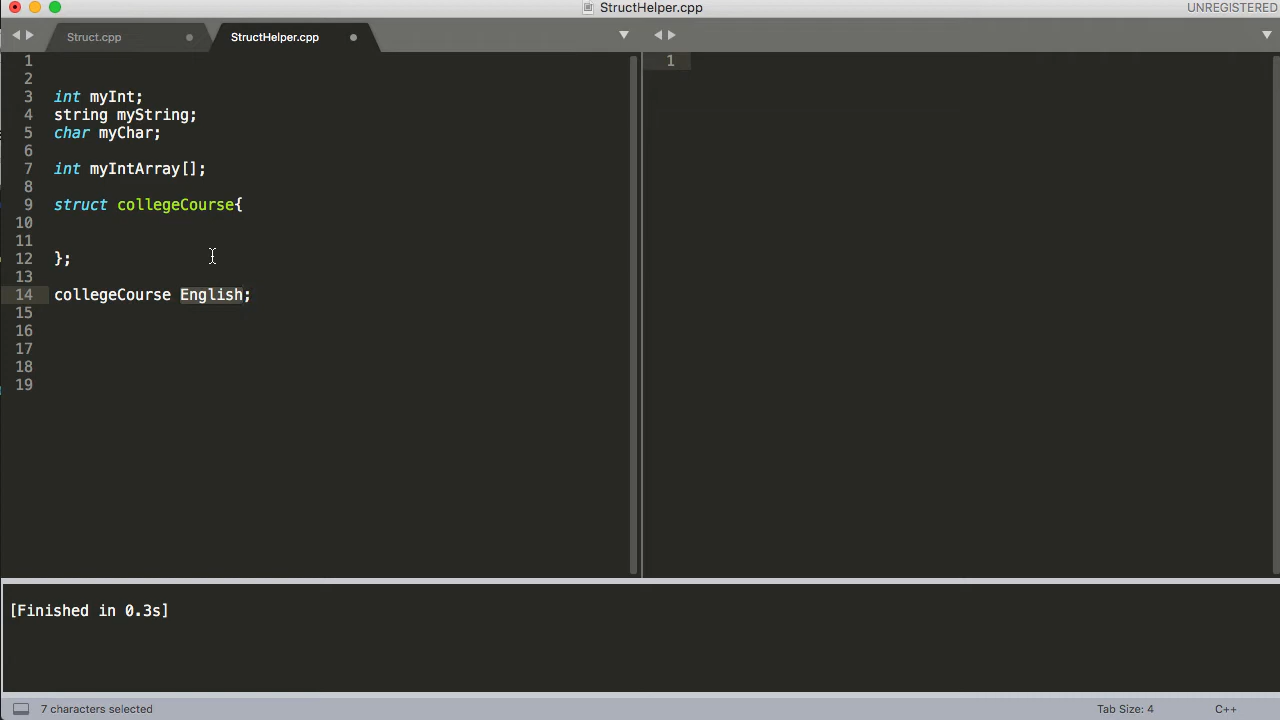 StructHelper.cpp
UNREGISTERED
Struct.cpp
StructHelper.cpp
1
2
3 int myInt;
4 string myString;
5 char myChar;
6
7 int myIntArray[];
8
9 struct collegeCourse{
10
11
12 };
13
14 collegeCourse English;
15
16
17
18
19
1
[Finished in 0.3s]
7 characters selected
Tab Size: 4
C++